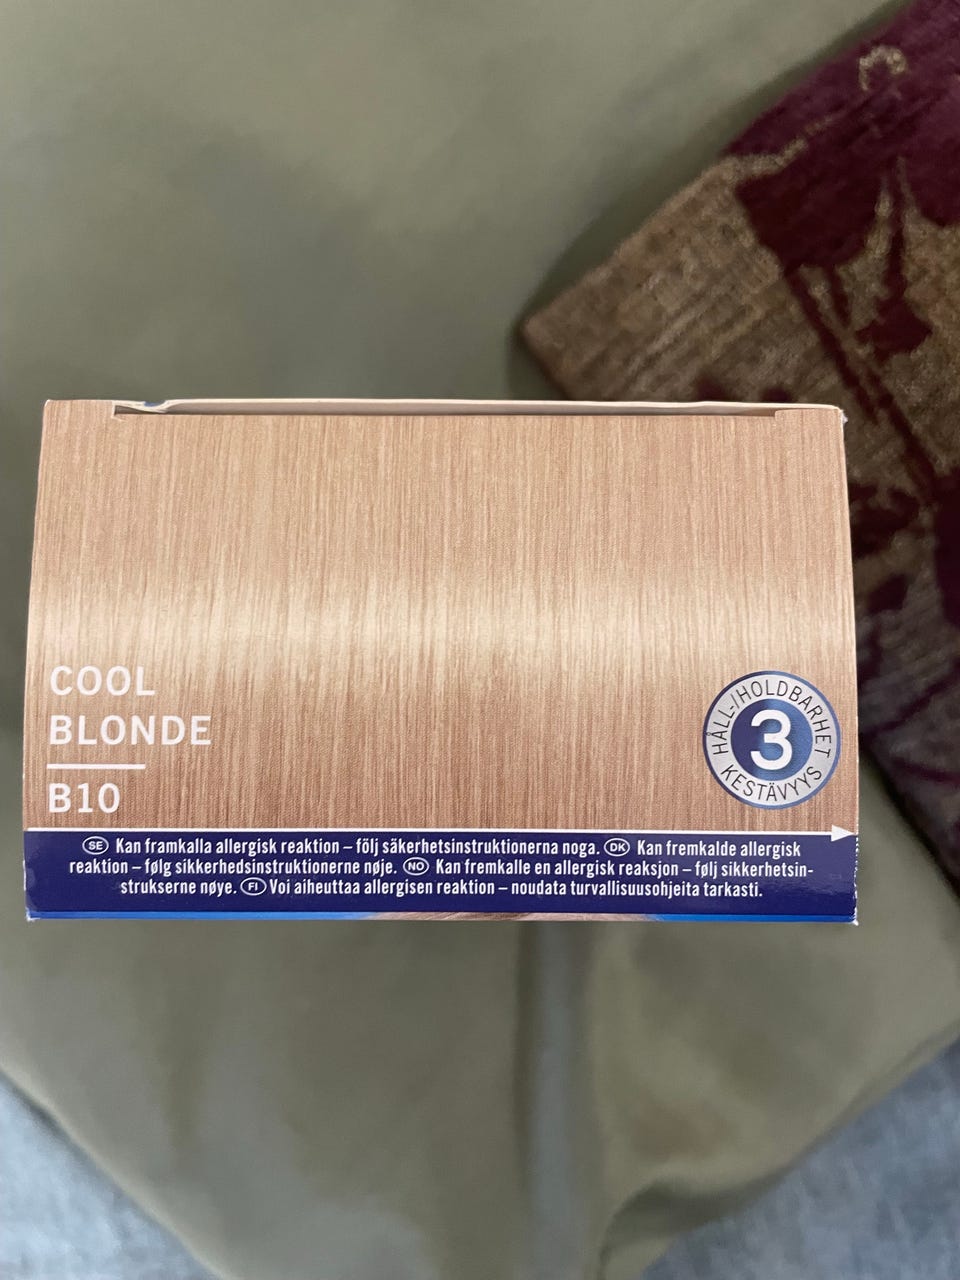 COOL
BLONDE
B10
HÅLL-/HOLDBARHET
3
KESTÄVYYS
SE Kan framkalla allergisk reaktion – följ säkerhetsinstruktionerna noga. DK Kan fremkalde allergisk
reaktion – følg sikkerhedsinstruktionerne nøje. NO Kan fremkalle en allergisk reaksjon – følj sikkerhetsin-
strukserne nøye. FI Voi aiheuttaa allergisen reaktion – noudata turvallisuusohjeita tarkasti.